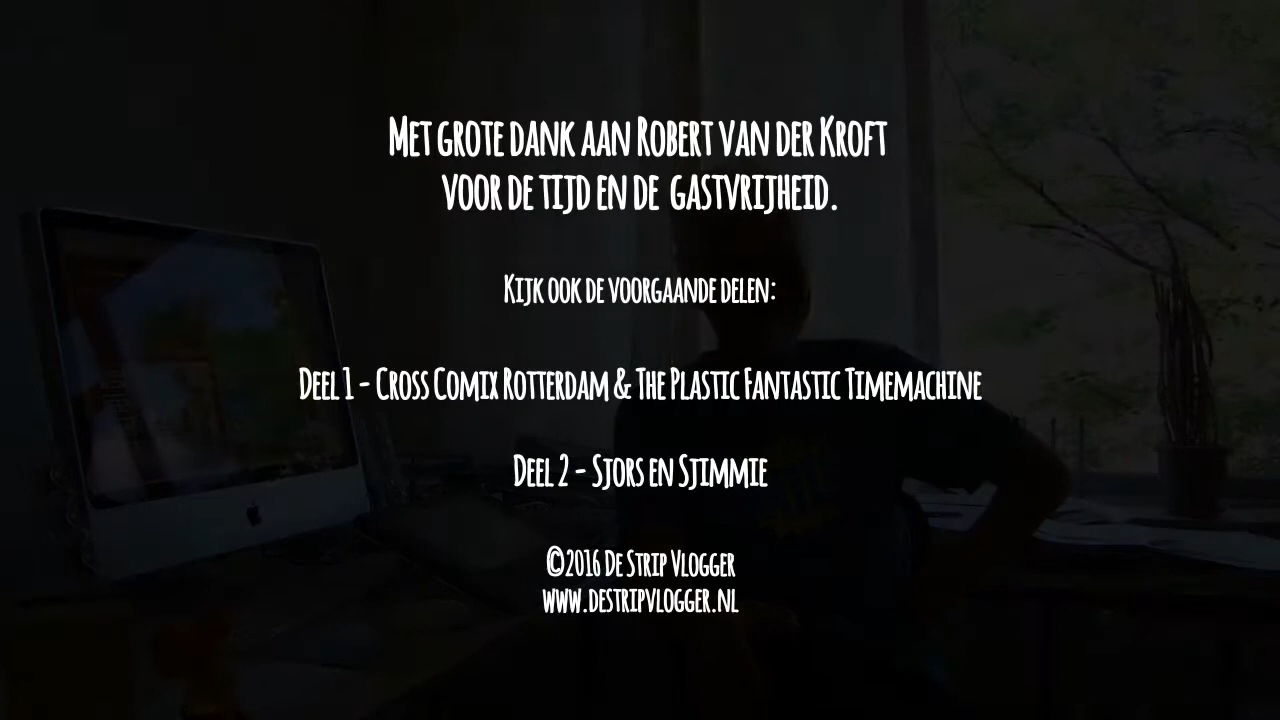 Met grote dank aan Robert van der Kroft
voor de tijd en de gastvrijheid.
Kijk ook de voorgaande delen:
Deel 1 - Cross Comix Rotterdam & The Plastic Fantastic Timemachine
Deel 2 - Sjors en Sjimmie
©2016 De Strip Vlogger
www.destripvlogger.nl